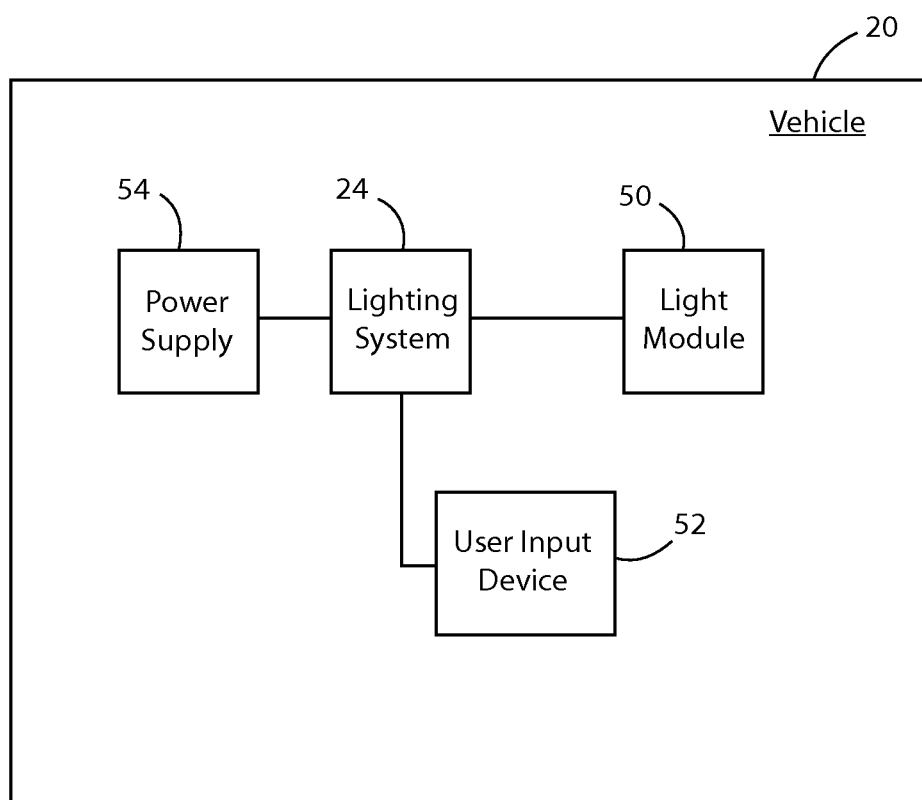 20
Vehicle
54
24
50
Power
Supply
Lighting
System
Light
Module
User Input
Device
52